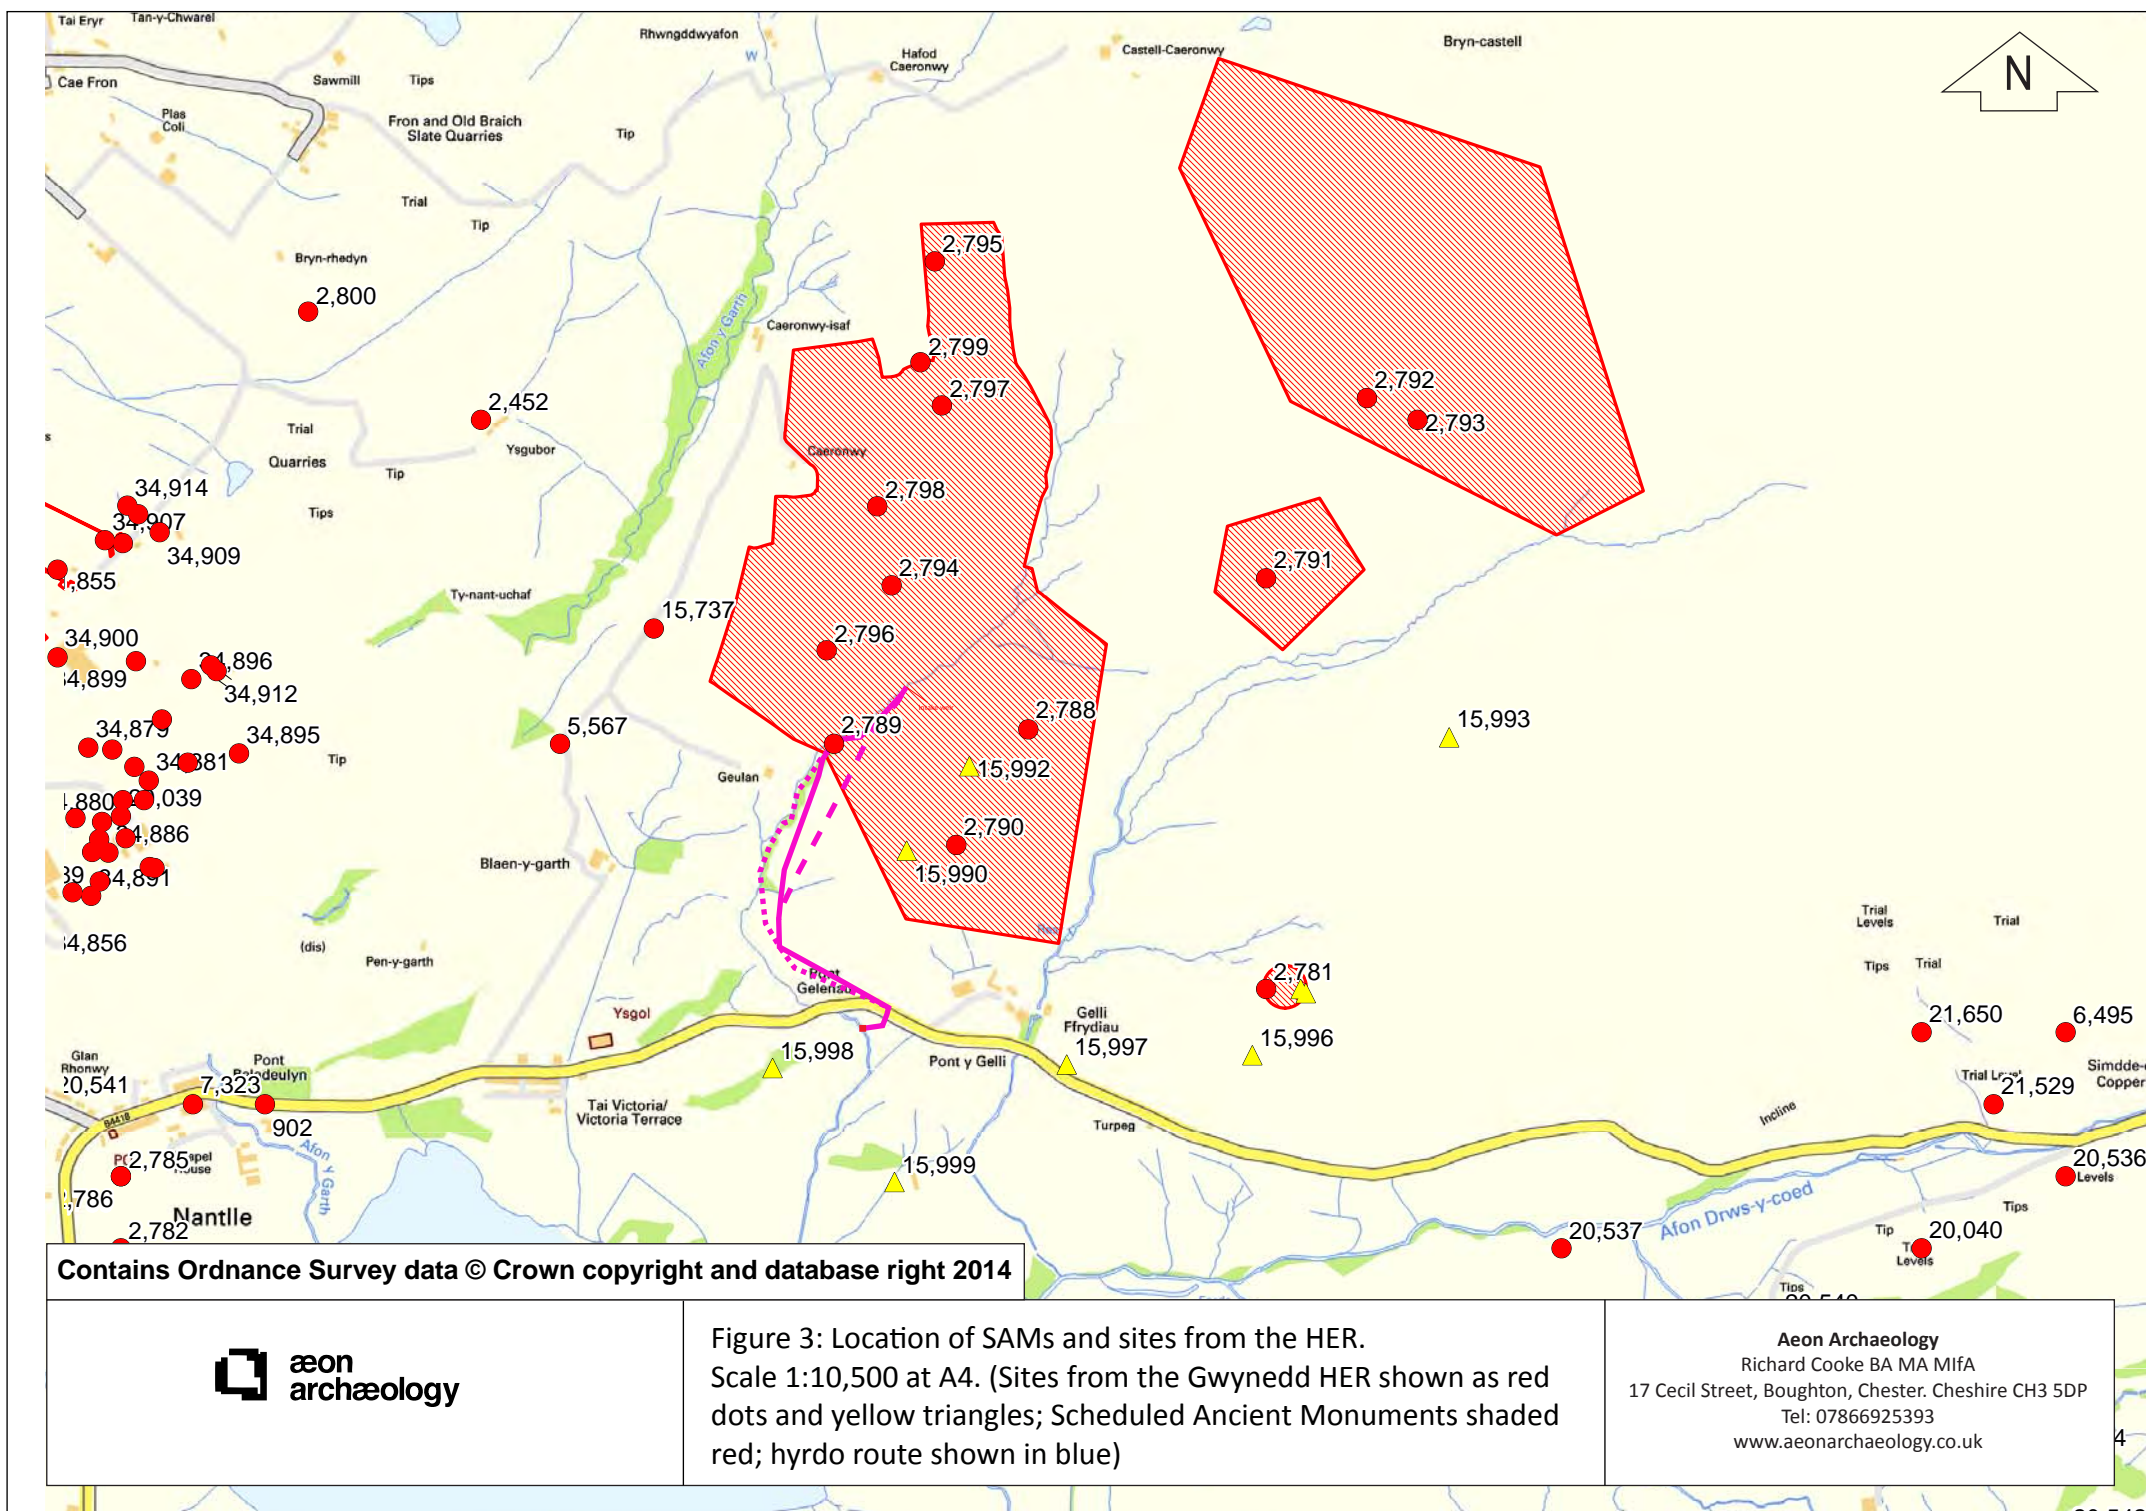 Tai Eryr
Tan-y-Chwarel
Rhwngddwyafon
Hafod
Caeronwy
Castell-Caeronwy
Bryn-castell
N
W
Cae Fron
Sawmill
Tips
Plas
Coli
Fron and Old Braich
Slate Quarries
Tip
Trial
Tip
Bryn-rhedyn
2,800
2,795
Afon y Garth
Caeronwy-isaf
2,799
2,797
2,792
2,793
2,452
Ysgubor
Trial
Quarries
Tip
Tips
Caeronwy
2,798
34,914
34,907
34,909
2,794
2,791
Ty-nant-uchaf
15,737
2,796
34,900
34,896
34,912
5,567
2,789
2,788
15,993
34,879
34,895
Tip
Geulan
15,992
2,790
15,990
34,886
Blaen-y-garth
34,891
(dis)
Pen-y-garth
Pont
Gelenau
2,781
Trial
Levels
Trial
Tips
Trial
Ysgol
Gelli
Ffrydiau
15,998
15,997
15,996
Pont y Gelli
21,650
6,495
Glan
Rhonwy
20,541
Pont
Baladeulyn
7,323
902
B4418
Tai Victoria/
Victoria Terrace
Turpeg
Incline
Trial Level
21,529
Copper
2,785
Afon Y Garth
15,999
20,536
Levels
Nantlle
2,782
20,537
Afon Drws-y-coed
Tips
Tip
20,040
Levels
Tips
Contains Ordnance Survey data © Crown copyright and database right 2014
æon
archæology
Figure 3: Location of SAMs and sites from the HER.
Scale 1:10,500 at A4. (Sites from the Gwynedd HER shown as red
dots and yellow triangles; Scheduled Ancient Monuments shaded
red; hyrdo route shown in blue)
Aeon Archaeology
Richard Cooke BA MA MIfA
17 Cecil Street, Boughton, Chester. Cheshire CH3 5DP
Tel: 07866925393
www.aeonarchaeology.co.uk